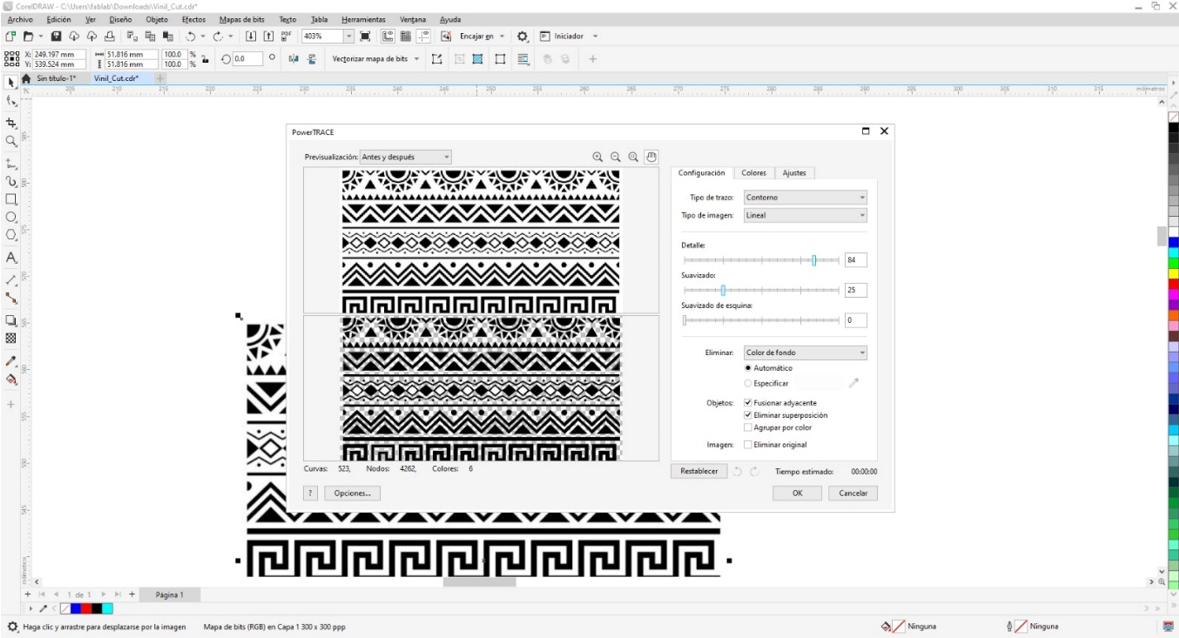 CorelDRAW - C:\Users\fablab\Downloads\Vinil_Cut.cdr*
Archivo Edición Ver Diseño Objeto Efectos Mapas de bits Texto Tabla Herramientas Ventana Ayuda
403% Encajar en Iniciador
X: 249.197 mm 51.816 mm 100.0 % 0.0 Vectorizar mapa de bits
Y: 539.524 mm 51.816 mm 100.0 %
Sin título-1* Vinil_Cut.cdr*
milímetros
PowerTRACE
Previsualización: Antes y después
Configuración Colores Ajustes
Tipo de trazo: Contorno
Tipo de imagen: Lineal
Detalle:
84
Suavizado:
25
Suavizado de esquina:
0
Eliminar: Color de fondo
Automático
Especificar
Objetos: Fusionar adyacente
Eliminar superposición
Agrupar por color
Imagen: Eliminar original
Curvas: 523, Nodos: 4262, Colores: 6
Restablecer Tiempo estimado: 00:00:00
? Opciones... OK Cancelar
1 de 1 Página 1
Haga clic y arrastre para desplazarse por la imagen Mapa de bits (RGB) en Capa 1 300 x 300 ppp Ninguna Ninguna